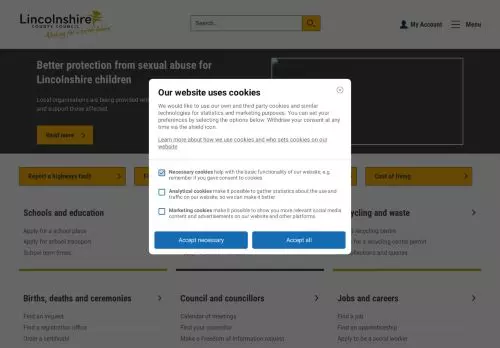 Lincolnshire
COUNTY COUNCIL
Working for a better future
Search...
My Account
Menu
Better protection from sexual abuse for
Lincolnshire children
Local organisations are being provided with
and support those affected.
Read more
Our website uses cookies
We would like to use our own and third party cookies and similar
technologies for statistics and marketing purposes. You can set your
preferences by selecting the options below. Withdraw your consent at
any time via the shield icon.
Learn more about how we use cookies and who sets cookies on our
website
Necessary cookies help with the basic functionality of our website, e.g.
remember if you gave consent to cookies.
Analytical cookies make it possible to gather statistics about the use and
traffic on our website, so we can make it better.
Marketing cookies make it possible to show you more relevant social media
content and advertisements on our website and other platforms.
Accept necessary
Accept all
Report a highways fault
Cost of living
Schools and education
Apply for a school place
Apply for school transport
School term times
cycling and waste
recycling centre
a recycling centre permit
collections and queries
Births, deaths and ceremonies
Find an register
Find a registration office
Order a certificate
Council and councillors
Calendar of meetings
Find your councillor
Make a Freedom of Information request
Jobs and careers
Find a job
Find an apprenticeship
Apply to be a social worker